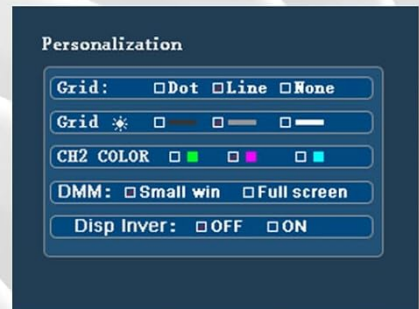 Personalization
Grid: Dot Line None
Grid
CH2 COLOR
DMM: Small win Full screen
Disp Inver: OFF ON